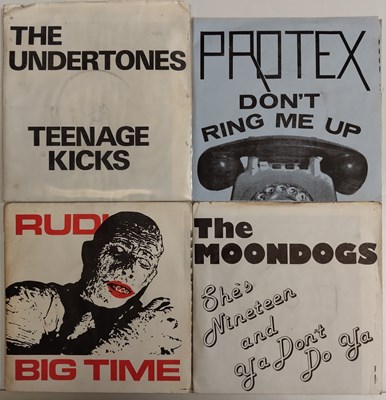 THE
UNDERTONES
TEENAGE
KICKS
PROTEX
DON'T
RING ME UP
RUDI
BIG TIME
The
MOONDOGS
She's
Nineteen
and
Ya Don't
Do Ya